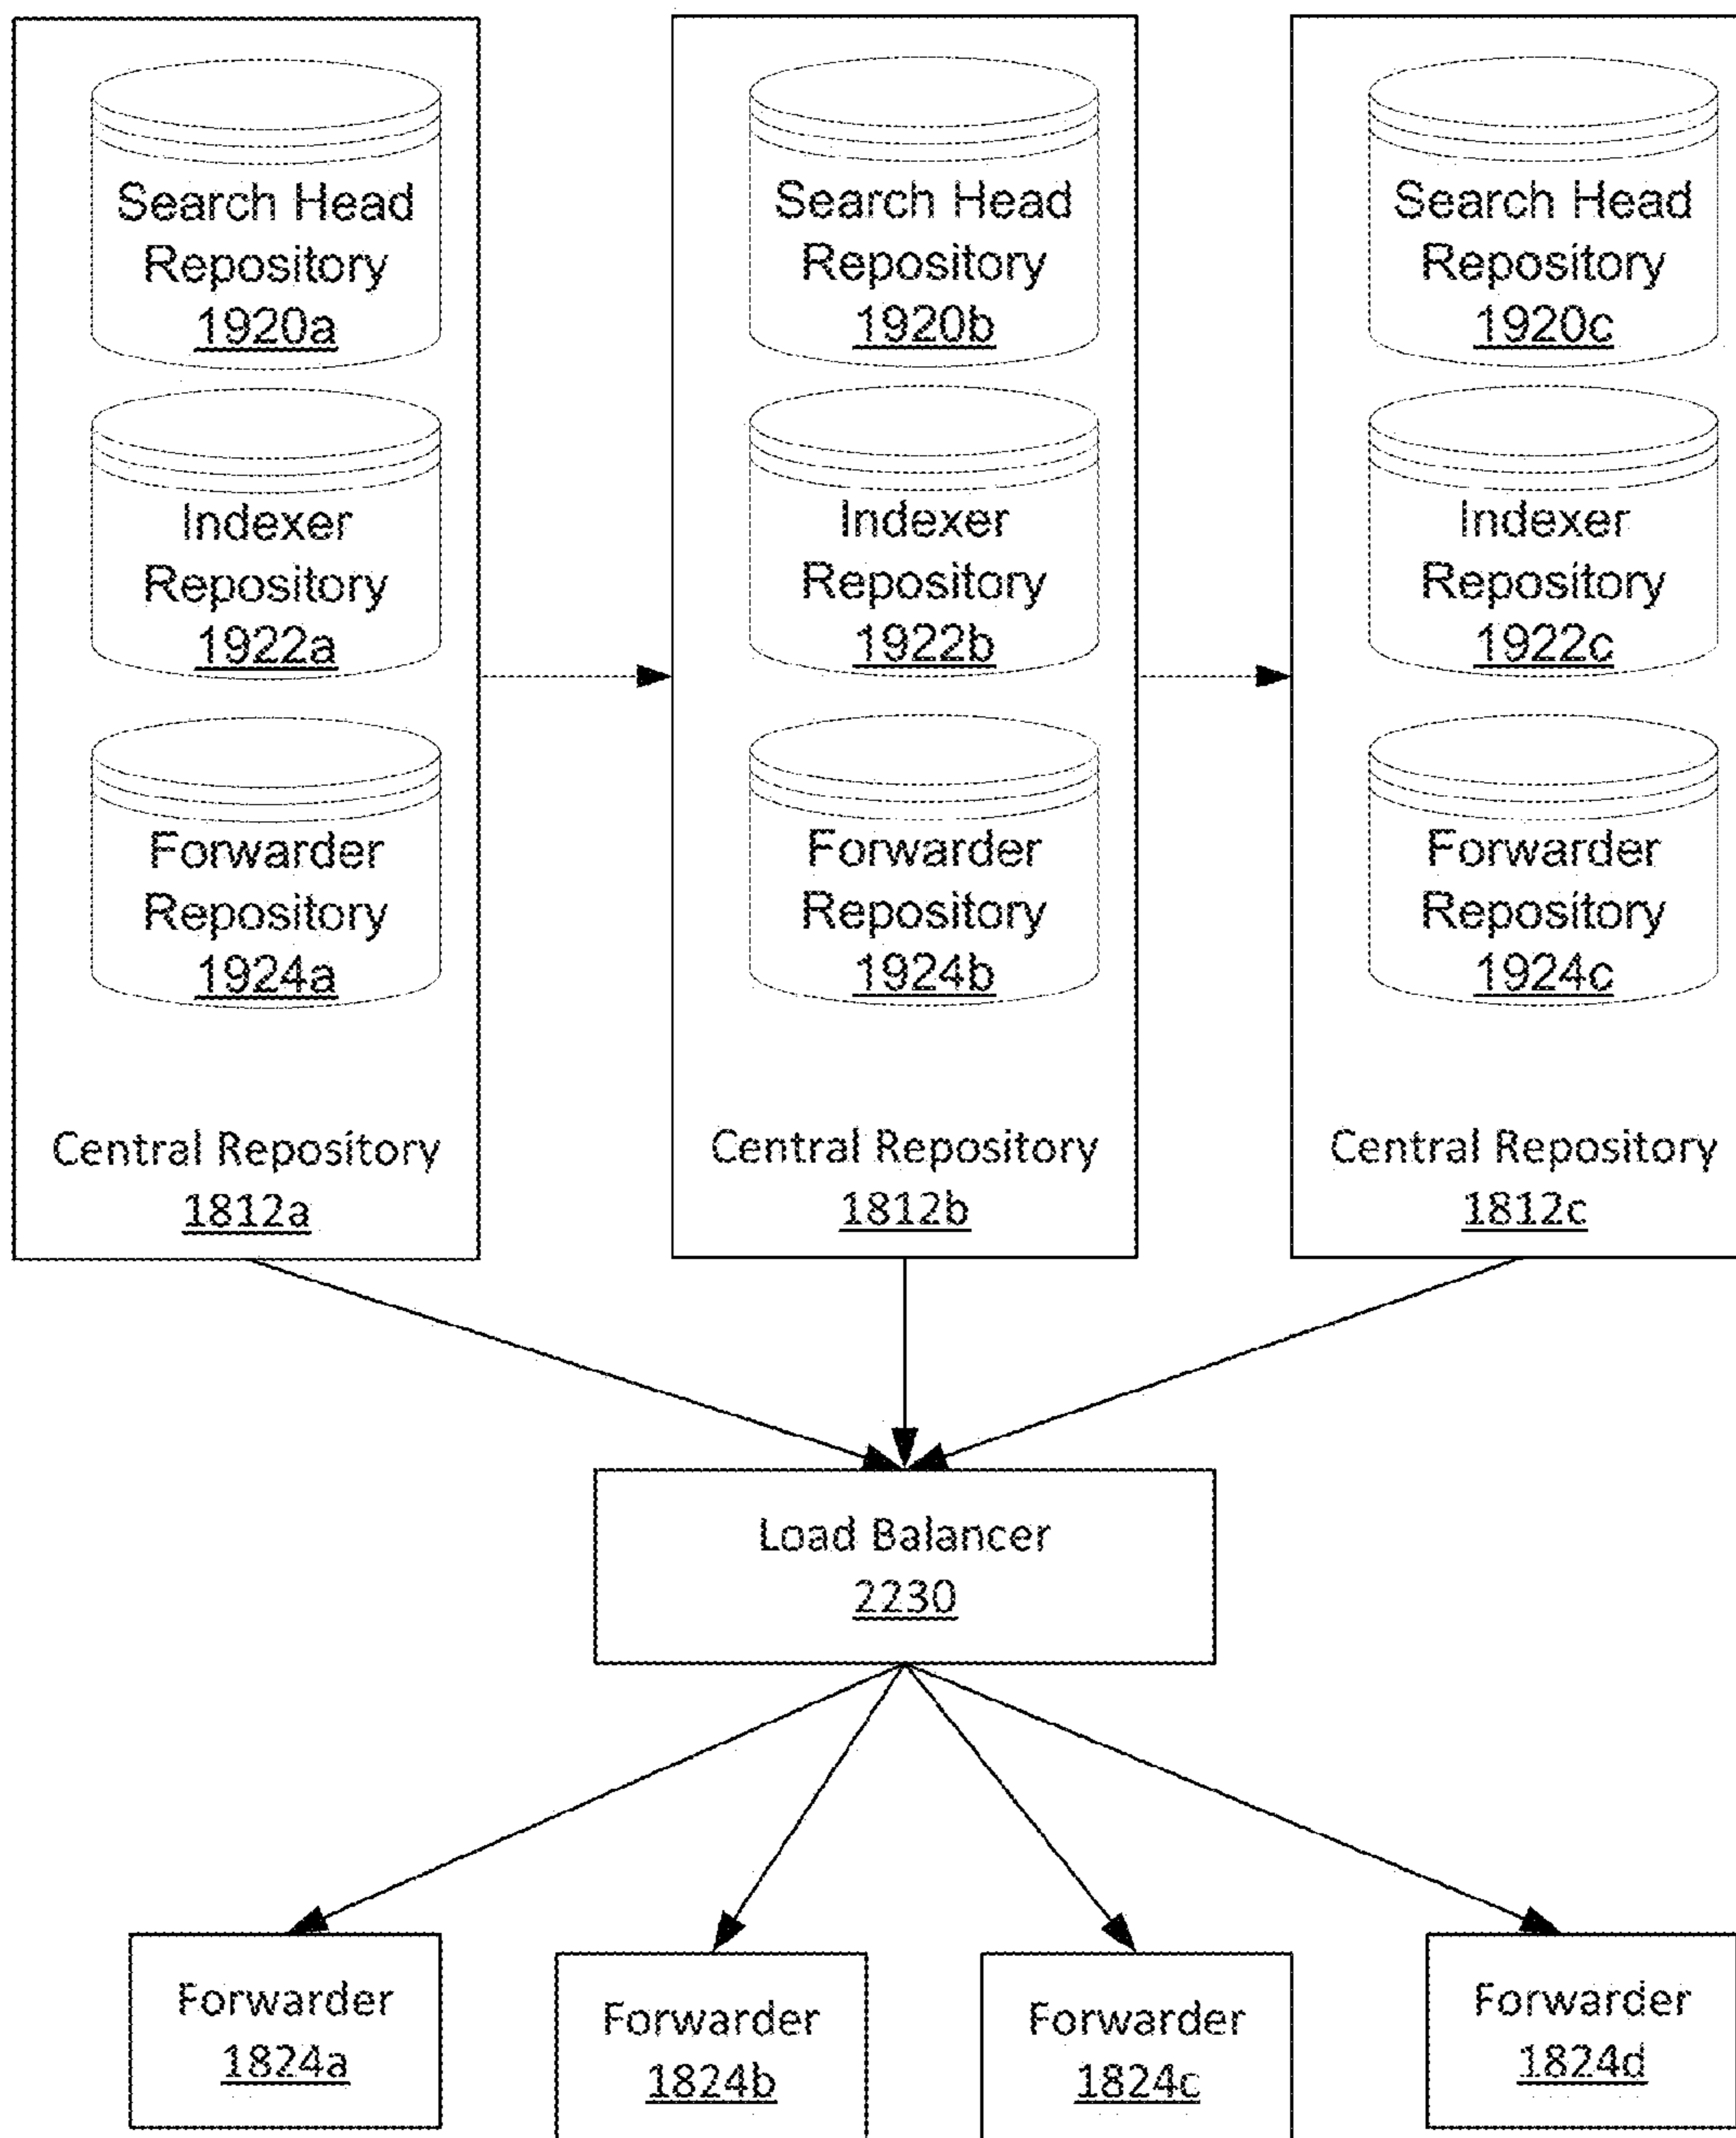 Search Head
Repository
1920a
Indexer
Repository
1922a
Forwarder
Repository
1924a
Central Repository
1812a
Search Head
Repository
1920b
Indexer
Repository
1922b
Forwarder
Repository
1924b
Central Repository
1812b
Search Head
Repository
1920c
Indexer
Repository
1922c
Forwarder
Repository
1924c
Central Repository
1812c
Load Balancer
2230
Forwarder
1824a
Forwarder
1824b
Forwarder
1824c
Forwarder
1824d